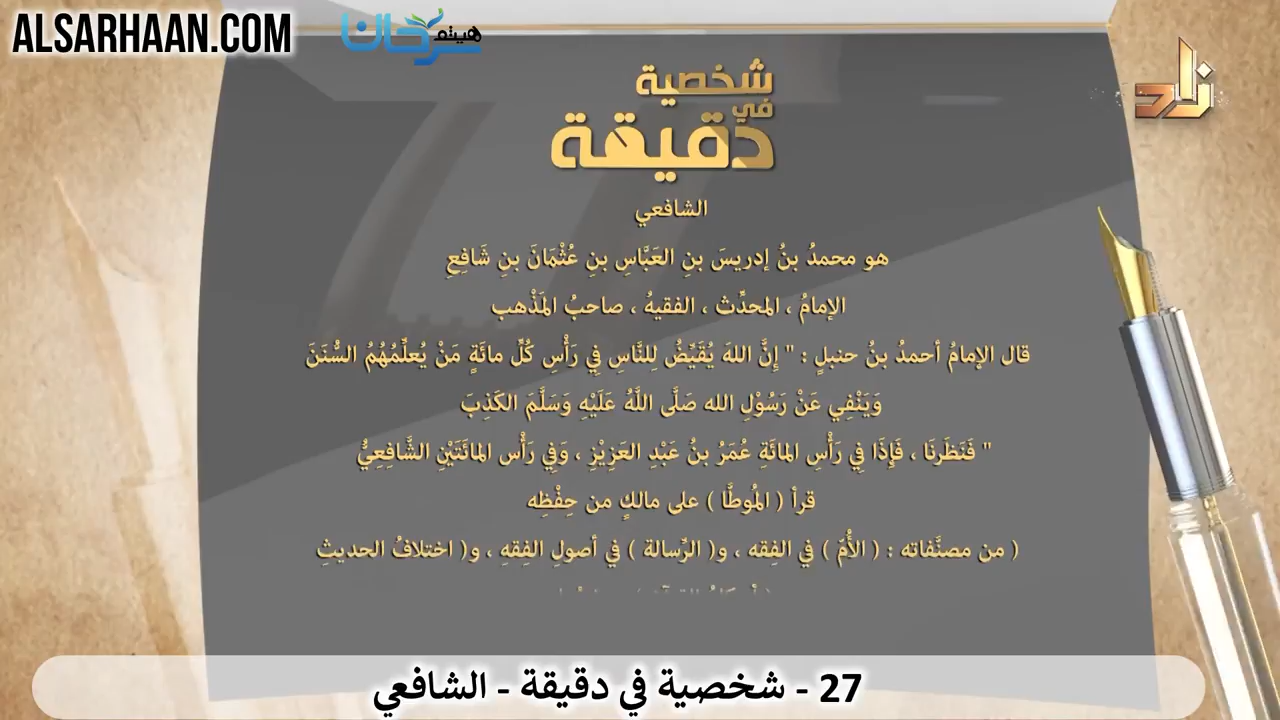 ALSARHAAN.COM
هيثم سرحان
زاد
شخصية
في
دقيقة
الشافعي
هو محمدُ بنُ إدريسَ بنِ العَبَّاسِ بنِ عُثْمَانَ بنِ شَافِعِ
الإمامُ ، المحدِّث ، الفقيهُ ، صاحبُ المَذْهب
قال الإمامُ أحمدُ بنُ حنبلٍ : " إِنَّ اللهَ يُقَيِّضُ لِلنَّاسِ فِي رَأْسِ كُلِّ مائَةٍ مَنْ يُعلِّمُهُمُ السُّنَنَ
وَيَنْفِي عَنْ رَسُوْلِ الله صَلَّى اللَّهُ عَلَيْهِ وَسَلَّمَ الكَذِبَ
" فَنَظَرنَا ، فَإِذَا فِي رَأْسِ المائَةِ عُمَرُ بنُ عَبْدِ العَزِيْزِ ، وَفِي رَأْس المائَتَيْنِ الشَّافِعِيُّ
قرأ ( المُوطَّا ) على مالكٍ من حِفْظِه
( من مصنَّفاته : ( الأُمّ ) في الفِقه ، و( الرِّسالة ) في أصولِ الفِقهِ ، و( اختلافُ الحديثِ
27 - شخصية في دقيقة - الشافعي